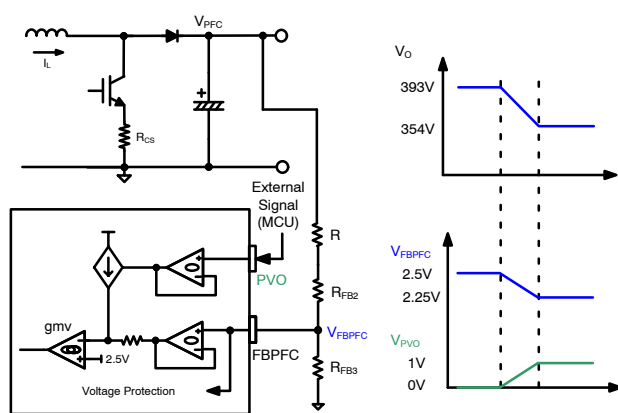 V_PFC
I_L
R_CS
External
Signal
(MCU)
PVO
R
R_FB2
V_FBPFC
FBPFC
R_FB3
gmv
2.5V
Voltage Protection
V_O
393V
354V
V_FBPFC
2.5V
2.25V
V_PVO
1V
0V